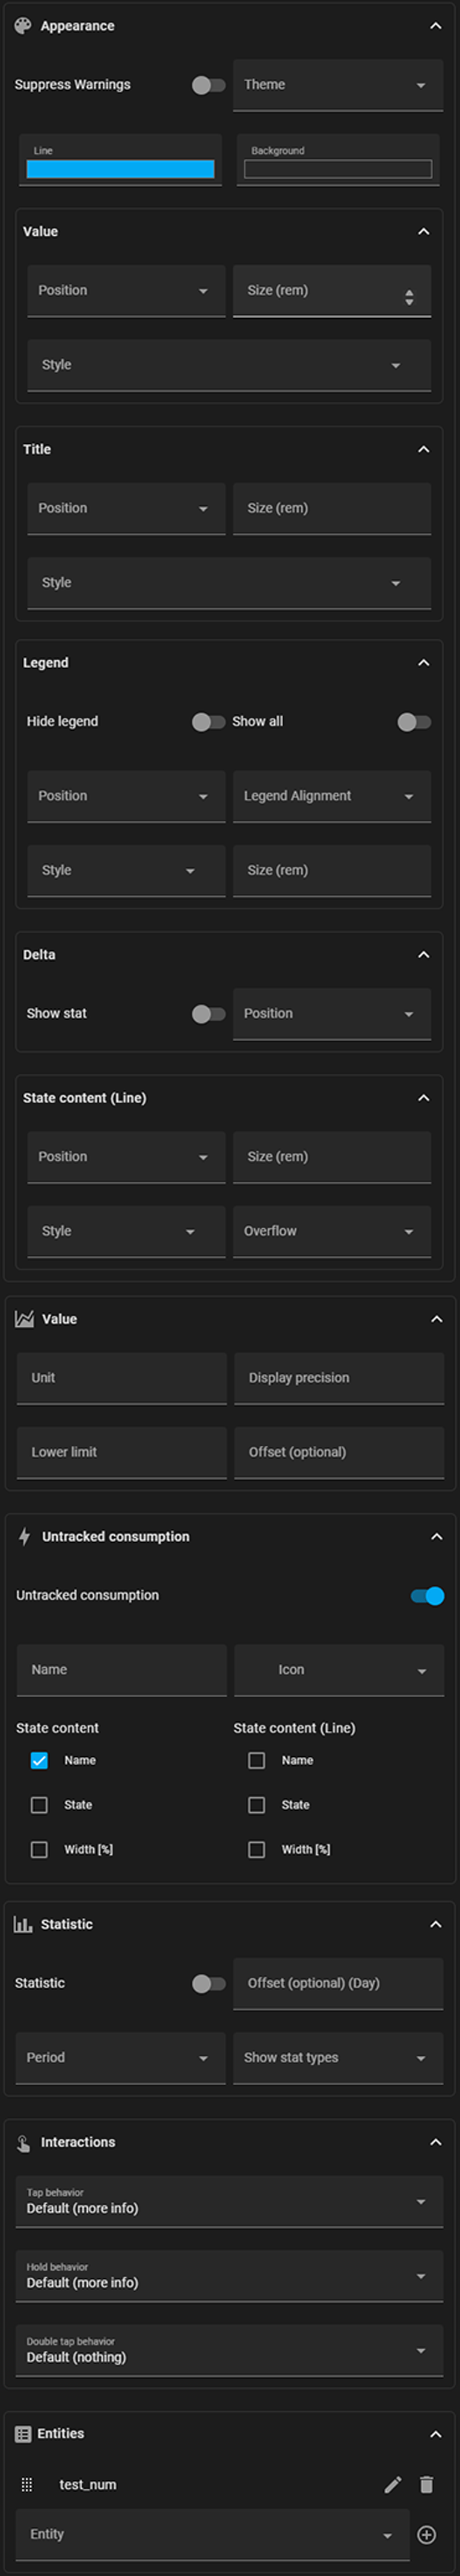 Appearance
Suppress Warnings Theme
Line Background
Value
Position Size (rem)
Style
Title
Position Size (rem)
Style
Legend
Hide legend Show all
Position Legend Alignment
Style Size (rem)
Delta
Show stat Position
State content (Line)
Position Size (rem)
Style Overflow
Value
Unit Display precision
Lower limit Offset (optional)
Untracked consumption
Untracked consumption
Name Icon
State content State content (Line)
Name Name
State State
Width [%] Width [%]
Statistic
Statistic Offset (optional) (Day)
Period Show stat types
Interactions
Tap behavior
Default (more info)
Hold behavior
Default (more info)
Double tap behavior
Default (nothing)
Entities
test_num
Entity